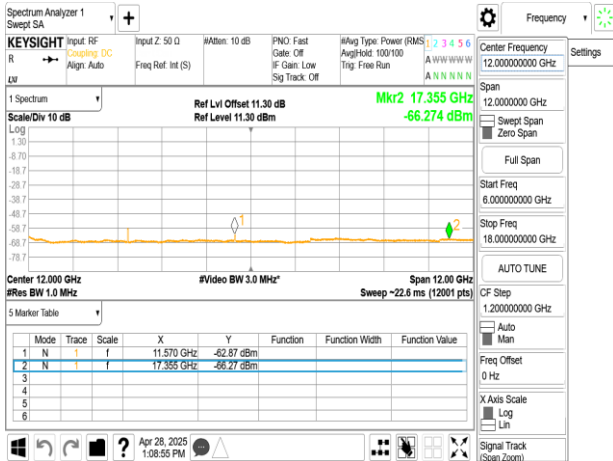 Spectrum Analyzer 1
Swept SA
Frequency
Settings
KEYSIGHT
R
Input: RF
Coupling: DC
Align: Auto
Input Z: 50 Ω
Freq Ref: Int (S)
#Atten: 10 dB
PNO: Fast
Gate: Off
IF Gain: Low
Sig Track: Off
#Avg Type: Power (RMS
Avg|Hold: 100/100
Trig: Free Run
1 2 3 4 5 6
A W W W W W
A N N N N N
1 Spectrum
Scale/Div 10 dB
Ref Lvl Offset 11.30 dB
Ref Level 11.30 dBm
Mkr2 17.355 GHz
-66.274 dBm
Log
1.30
-8.70
-18.7
-28.7
-38.7
-48.7
-58.7
-68.7
-78.7
1
2
Center 12.000 GHz
#Res BW 1.0 MHz
#Video BW 3.0 MHz*
Span 12.00 GHz
Sweep ~22.6 ms (12001 pts)
5 Marker Table
Mode Trace Scale X Y Function Function Width Function Value
1 N 1 f 11.570 GHz -62.87 dBm
2 N 1 f 17.355 GHz -66.27 dBm
3
4
5
6
Center Frequency
12.000000000 GHz
Span
12.0000000 GHz
Swept Span
Zero Span
Full Span
Start Freq
6.000000000 GHz
Stop Freq
18.000000000 GHz
AUTO TUNE
CF Step
1.200000000 GHz
Auto
Man
Freq Offset
0 Hz
X Axis Scale
Log
Lin
Signal Track
(Span Zoom)
?
Apr 28, 2025
1:08:55 PM